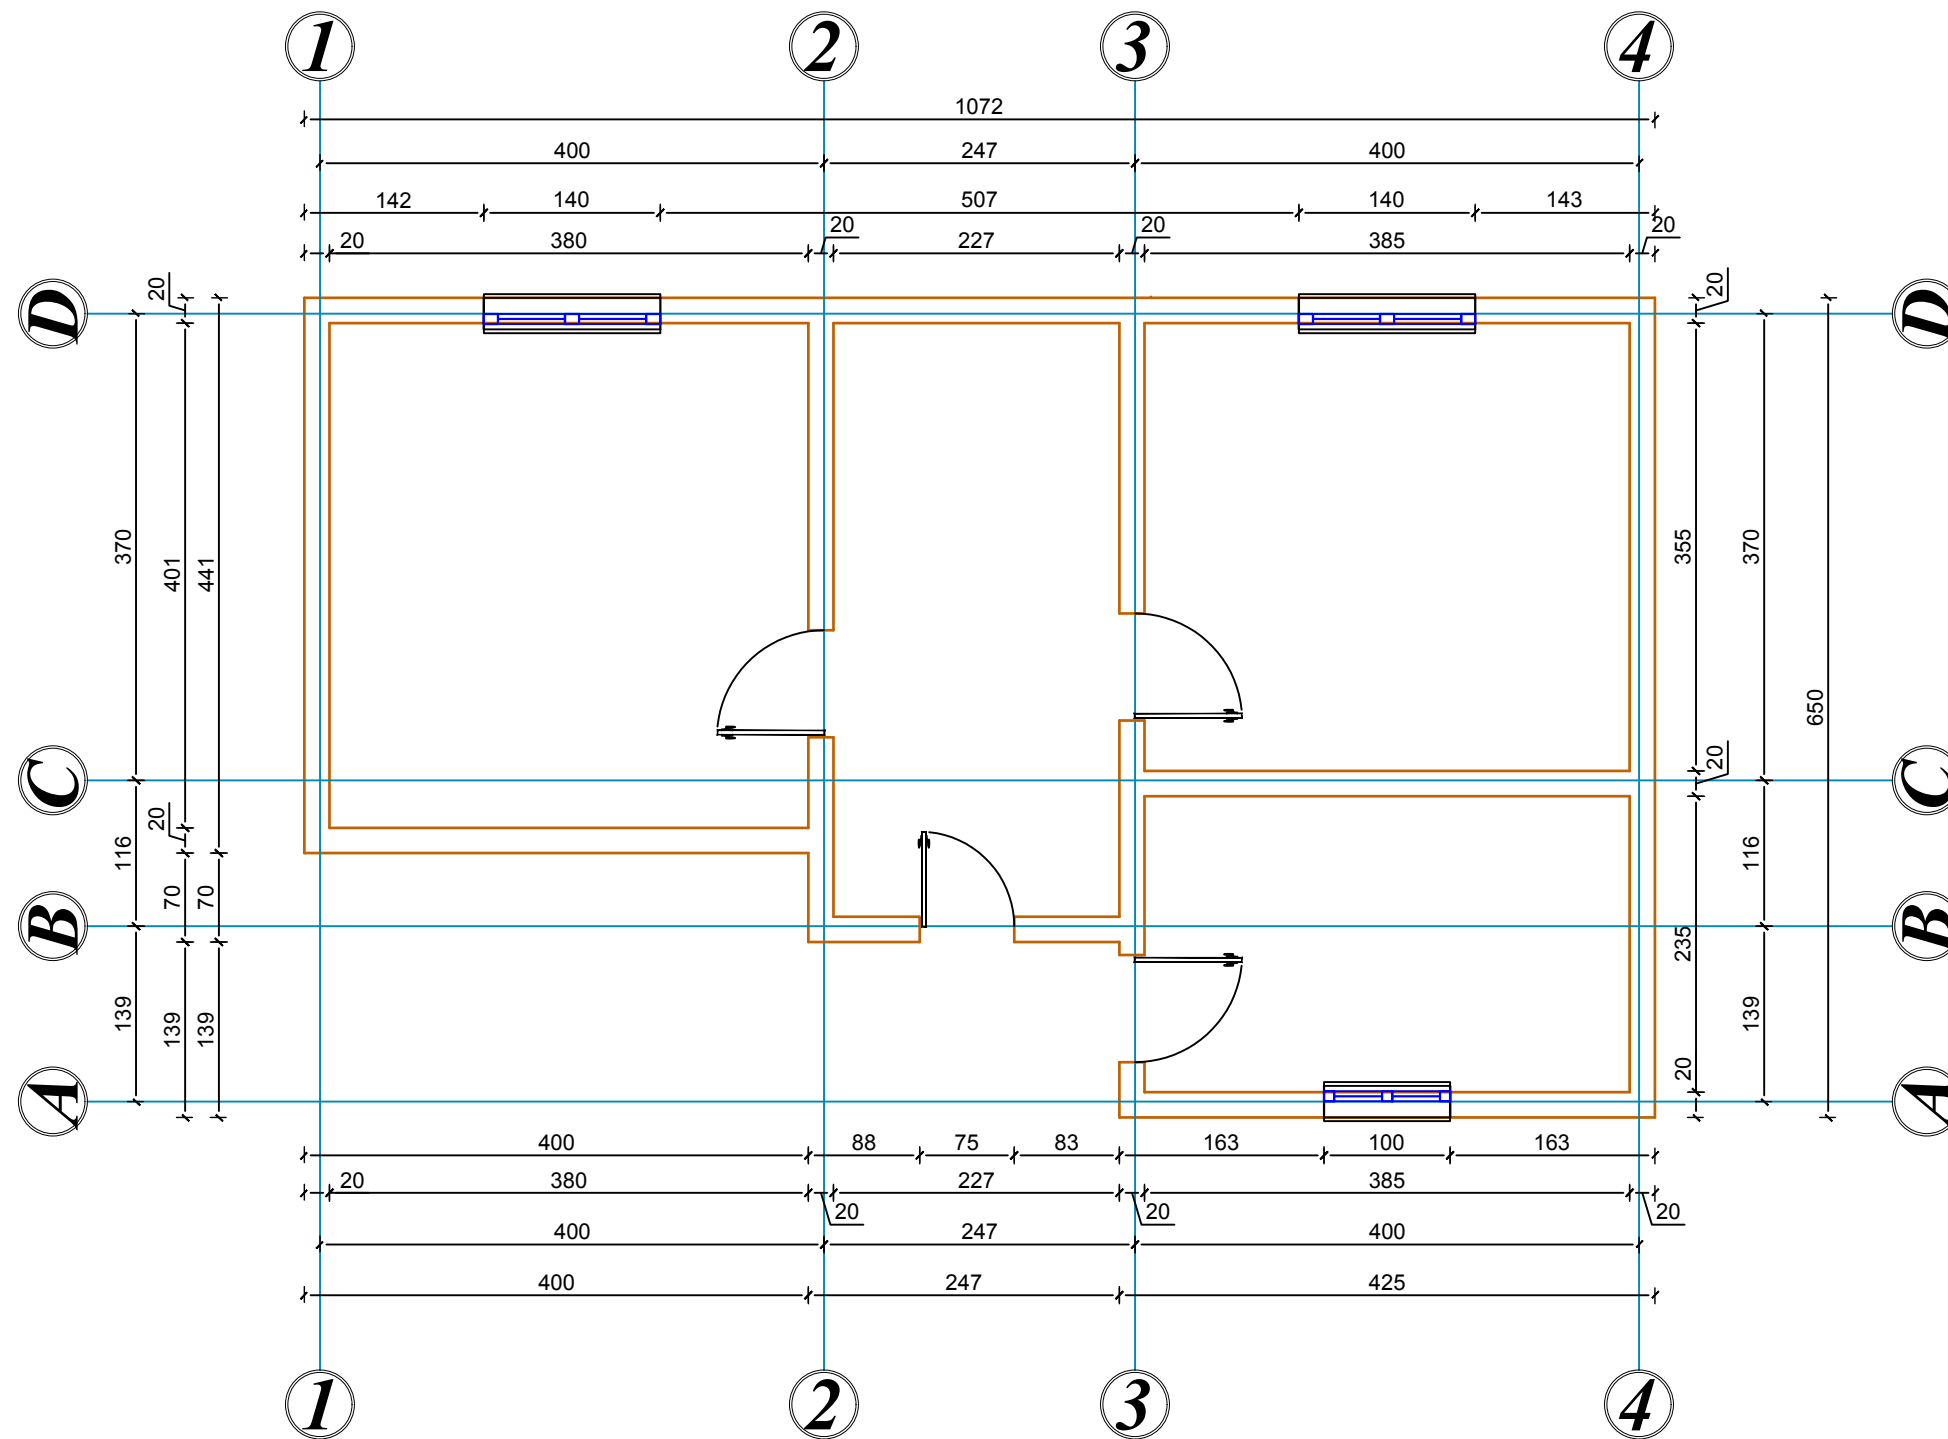 1 2 3 4
1072
400 247 400
142 140 507 140 143
20 380 20 227 20 385 20
D 20 20 D
370 401 441 355 370 650
C 20 20 C
116 70 70 235 116
B B
139 139 139 20 139
A A
400 88 75 83 163 100 163
20 380 20 227 20 385 20
400 247 400
400 247 425
1 2 3 4